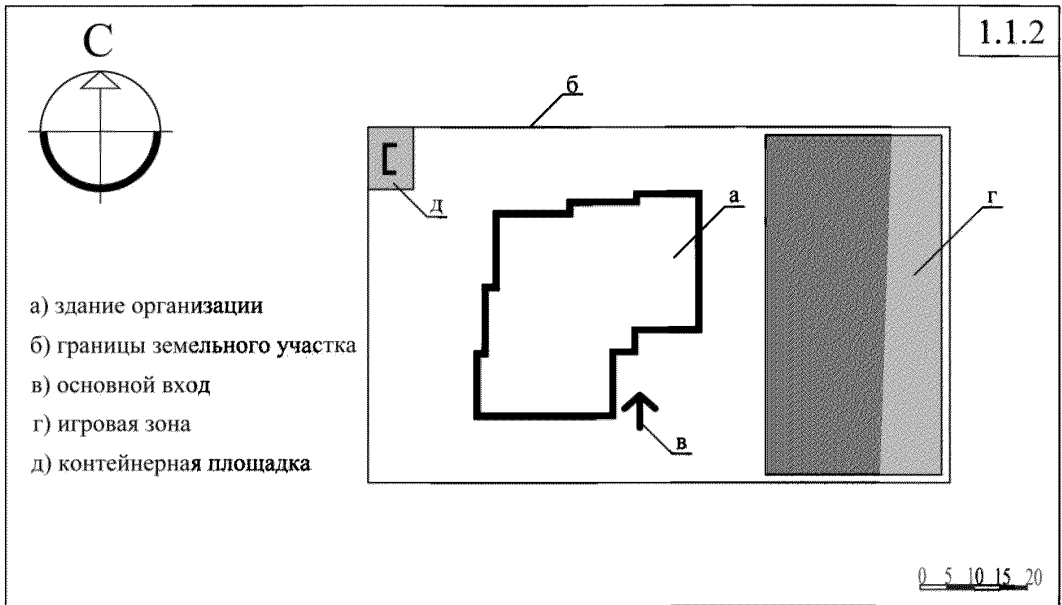 С
1.1.2
б
д
а
г
а) здание организации
б) границы земельного участка
в) основной вход
г) игровая зона
д) контейнерная площадка
в
0 5 10 15 20